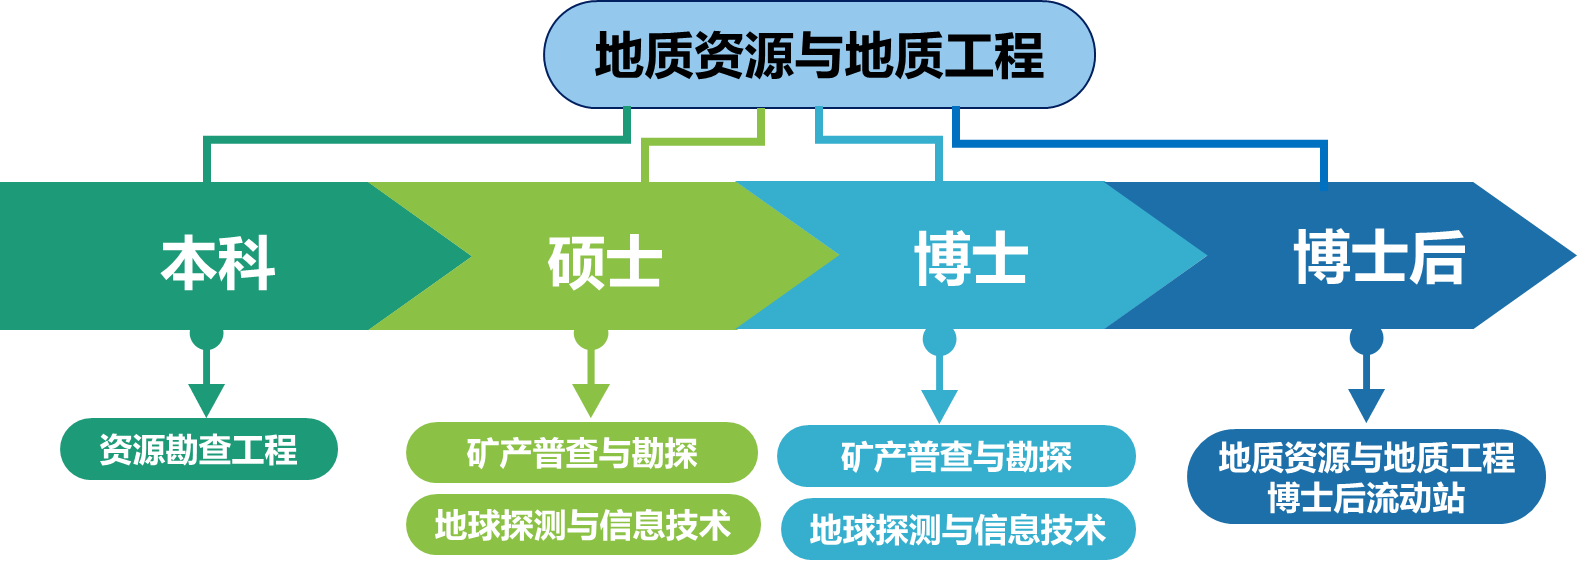 地质资源与地质工程
本科
硕士
博士
博士后
资源勘查工程
矿产普查与勘探
地球探测与信息技术
矿产普查与勘探
地球探测与信息技术
地质资源与地质工程
博士后流动站